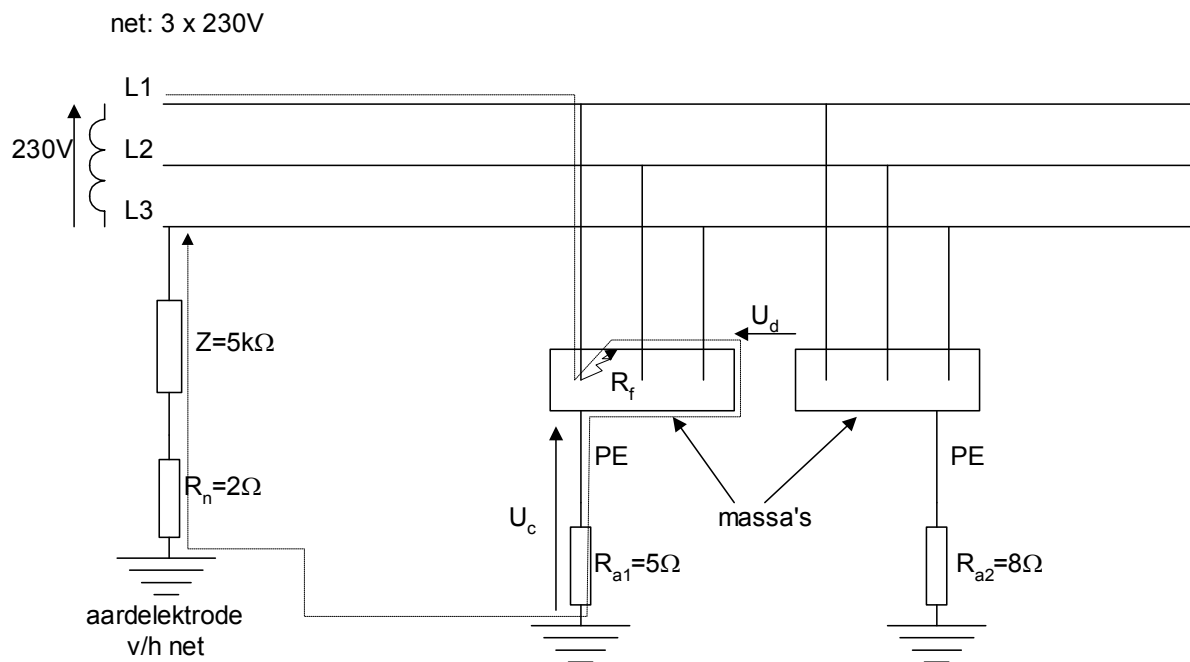 net: 3 x 230V
L1
230V
L2
L3
Z=5kΩ
U_d
R_f
PE
PE
R_n=2Ω
massa's
U_c
R_a1=5Ω
R_a2=8Ω
aardelektrode
v/h net